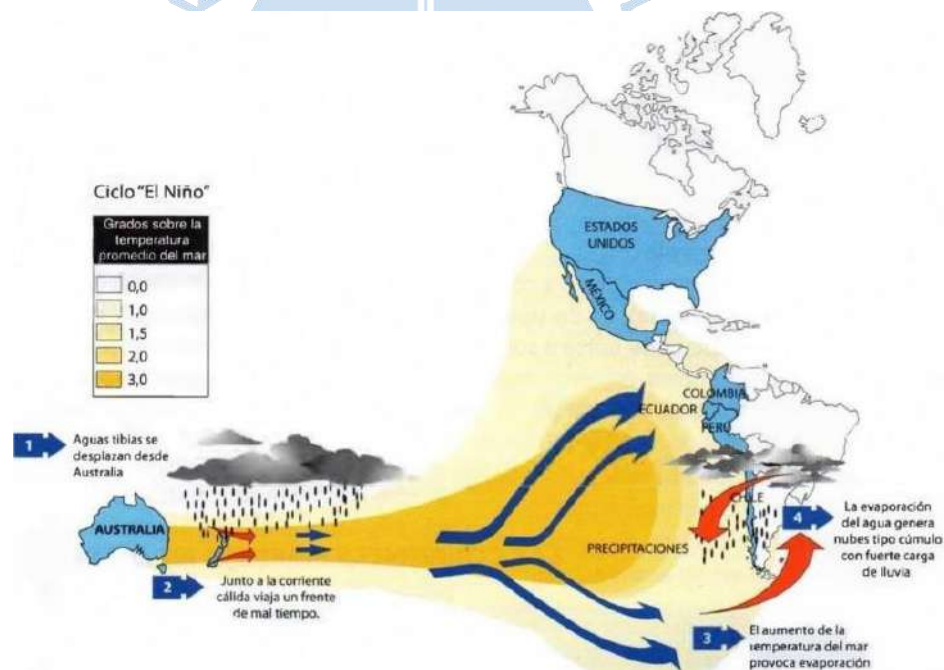 Ciclo "El Niño"
Grados sobre la
temperatura
promedio del mar
0,0
1,0
1,5
2,0
3,0
ESTADOS
UNIDOS
MÉXICO
COLOMBIA
ECUADOR
PERÚ
1
Aguas tibias se
desplazan desde
Australia
AUSTRALIA
2
Junto a la corriente
cálida viaja un frente
de mal tiempo.
PRECIPITACIONES
CHILE
4
La evaporación
del agua genera
nubes tipo cúmulo
con fuerte carga
de lluvia
3
El aumento de la
temperatura del mar
provoca evaporación